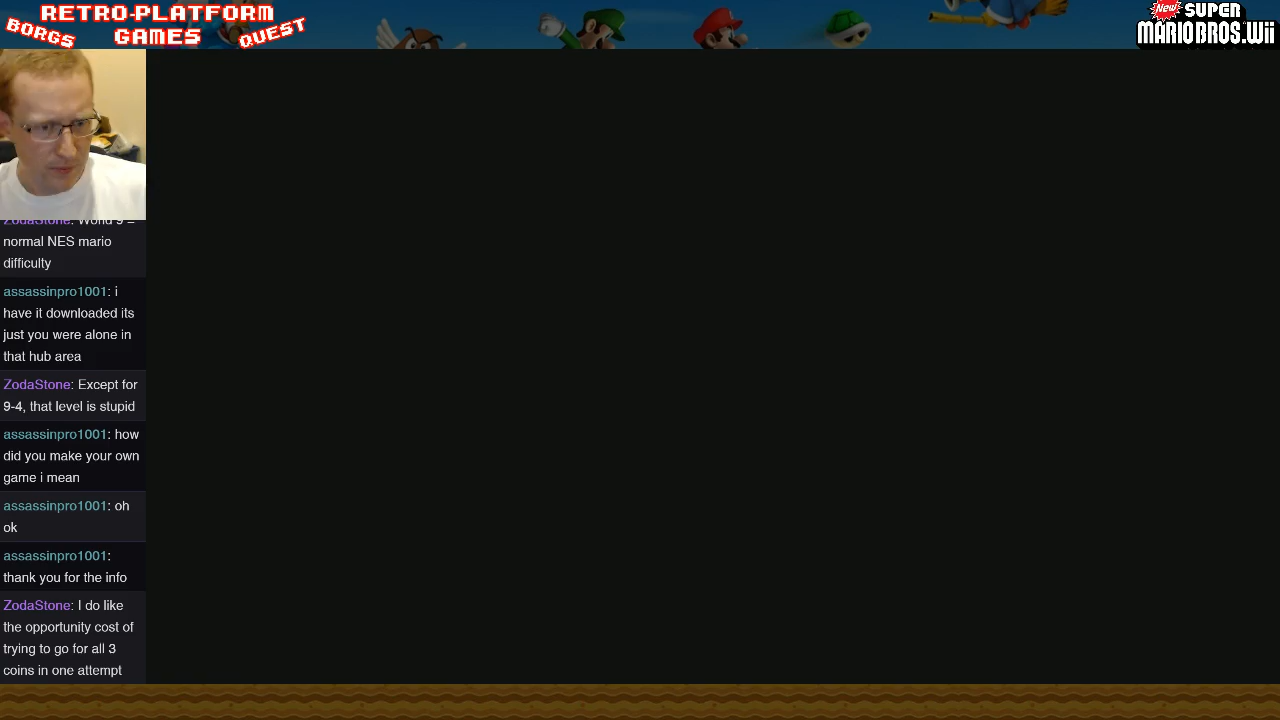 RETRO-PLATFORM
BORGS GAMES QUEST
New SUPER
MARIO BROS.Wii
ZodaStone: World 9 =
normal NES mario
difficulty
assassinpro1001: i
have it downloaded its
just you were alone in
that hub area
ZodaStone: Except for
9-4, that level is stupid
assassinpro1001: how
did you make your own
game i mean
assassinpro1001: oh
ok
assassinpro1001:
thank you for the info
ZodaStone: I do like
the opportunity cost of
trying to go for all 3
coins in one attempt